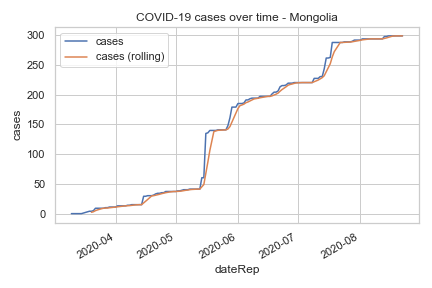 COVID-19 cases over time - Mongolia
cases
cases (rolling)
300
250
200
150
100
50
0
cases
2020-04
2020-05
2020-06
2020-07
2020-08
dateRep